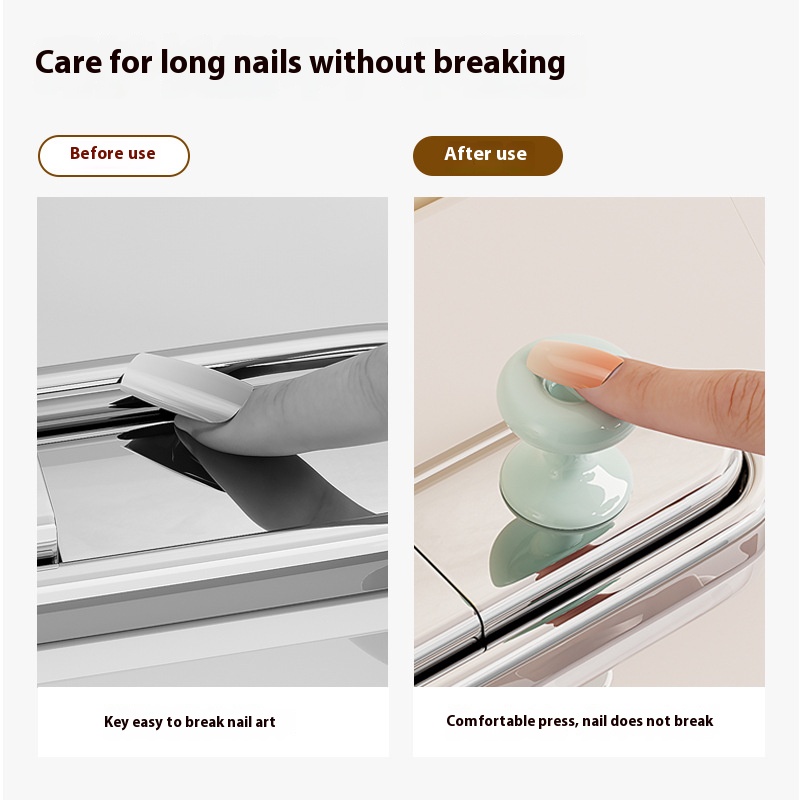 Care for long nails without breaking
Before use
After use
Key easy to break nail art
Comfortable press, nail does not break